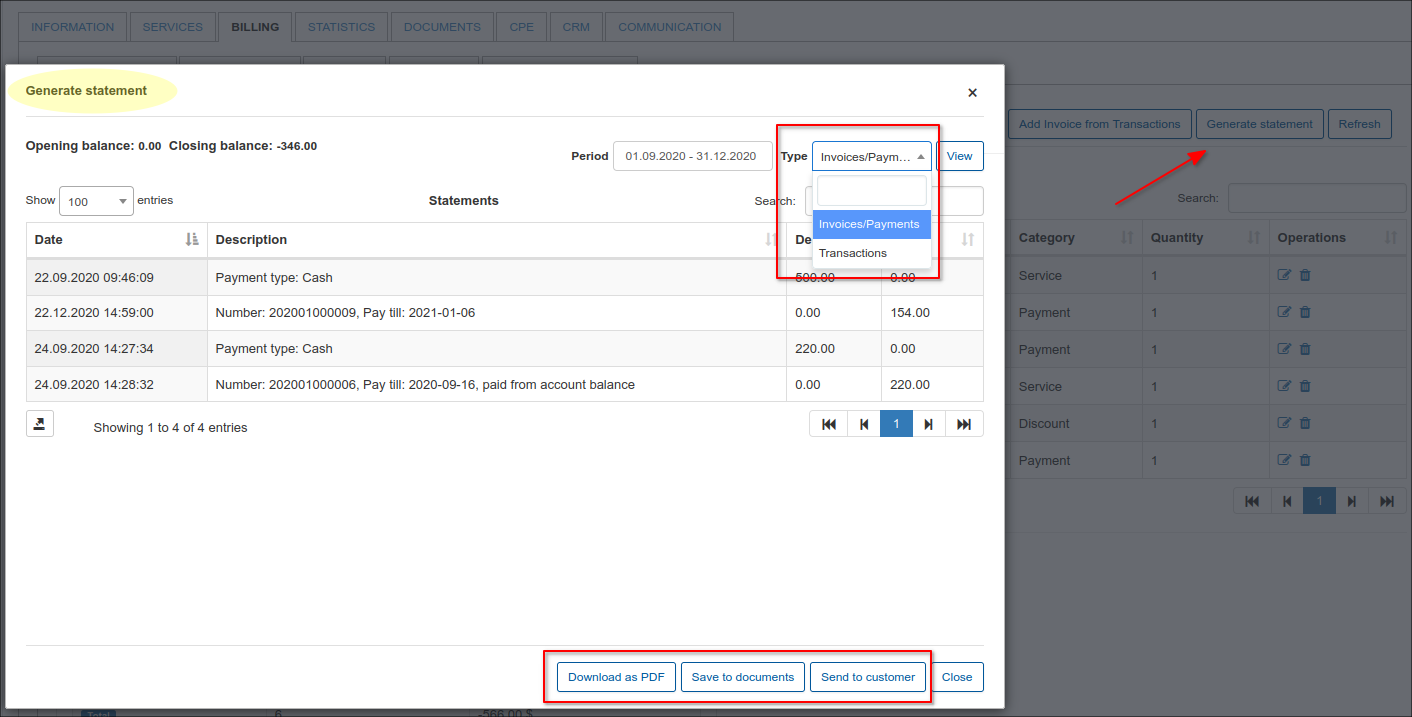 INFORMATION SERVICES BILLING STATISTICS DOCUMENTS CPE CRM COMMUNICATION
Generate statement ×
Add Invoice from Transactions Generate statement Refresh
Opening balance: 0.00 Closing balance: -346.00
Period 01.09.2020 - 31.12.2020 Type Invoices/Paym... View
Show 100 entries Statements Search:
Search:
Invoices/Payments
Transactions
Date Description De
Category Quantity Operations
22.09.2020 09:46:09 Payment type: Cash 500.00 0.00
Service 1
22.12.2020 14:59:00 Number: 202001000009, Pay till: 2021-01-06 0.00 154.00
Payment 1
24.09.2020 14:27:34 Payment type: Cash 220.00 0.00
Payment 1
24.09.2020 14:28:32 Number: 202001000006, Pay till: 2020-09-16, paid from account balance 0.00 220.00
Service 1
Discount 1
Payment 1
Showing 1 to 4 of 4 entries 1
1
Download as PDF Save to documents Send to customer Close
Total 6 -566.00 $